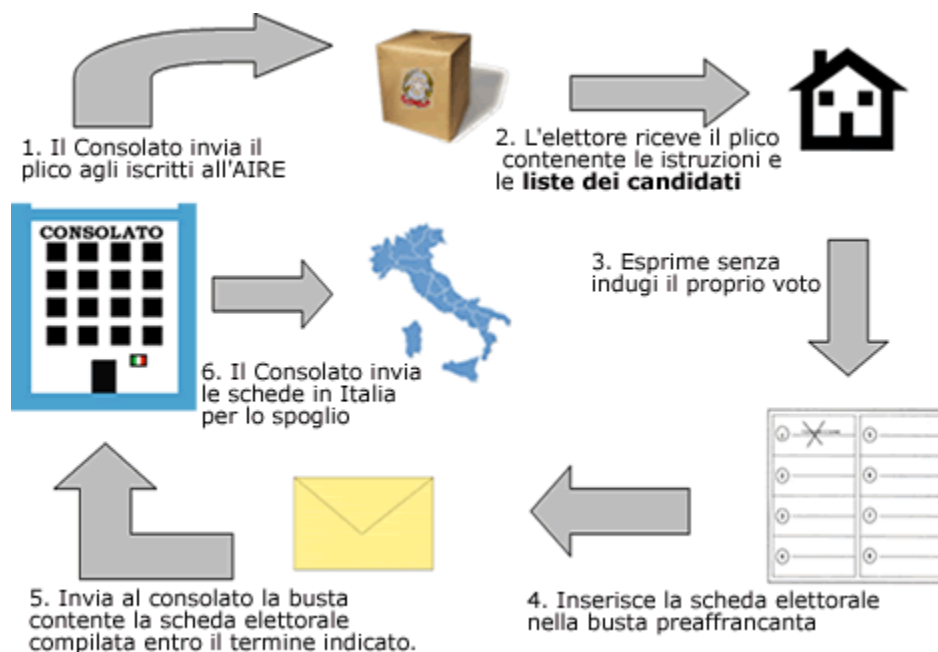 1. Il Consolato invia il
plico agli iscritti all'AIRE
2. L'elettore riceve il plico
contenente le istruzioni e
le liste dei candidati
CONSOLATO
3. Esprime senza
indugi il proprio voto
6. Il Consolato invia
le schede in Italia
per lo spoglio
5. Invia al consolato la busta
contente la scheda elettorale
compilata entro il termine indicato.
4. Inserisce la scheda elettorale
nella busta preaffrancanta